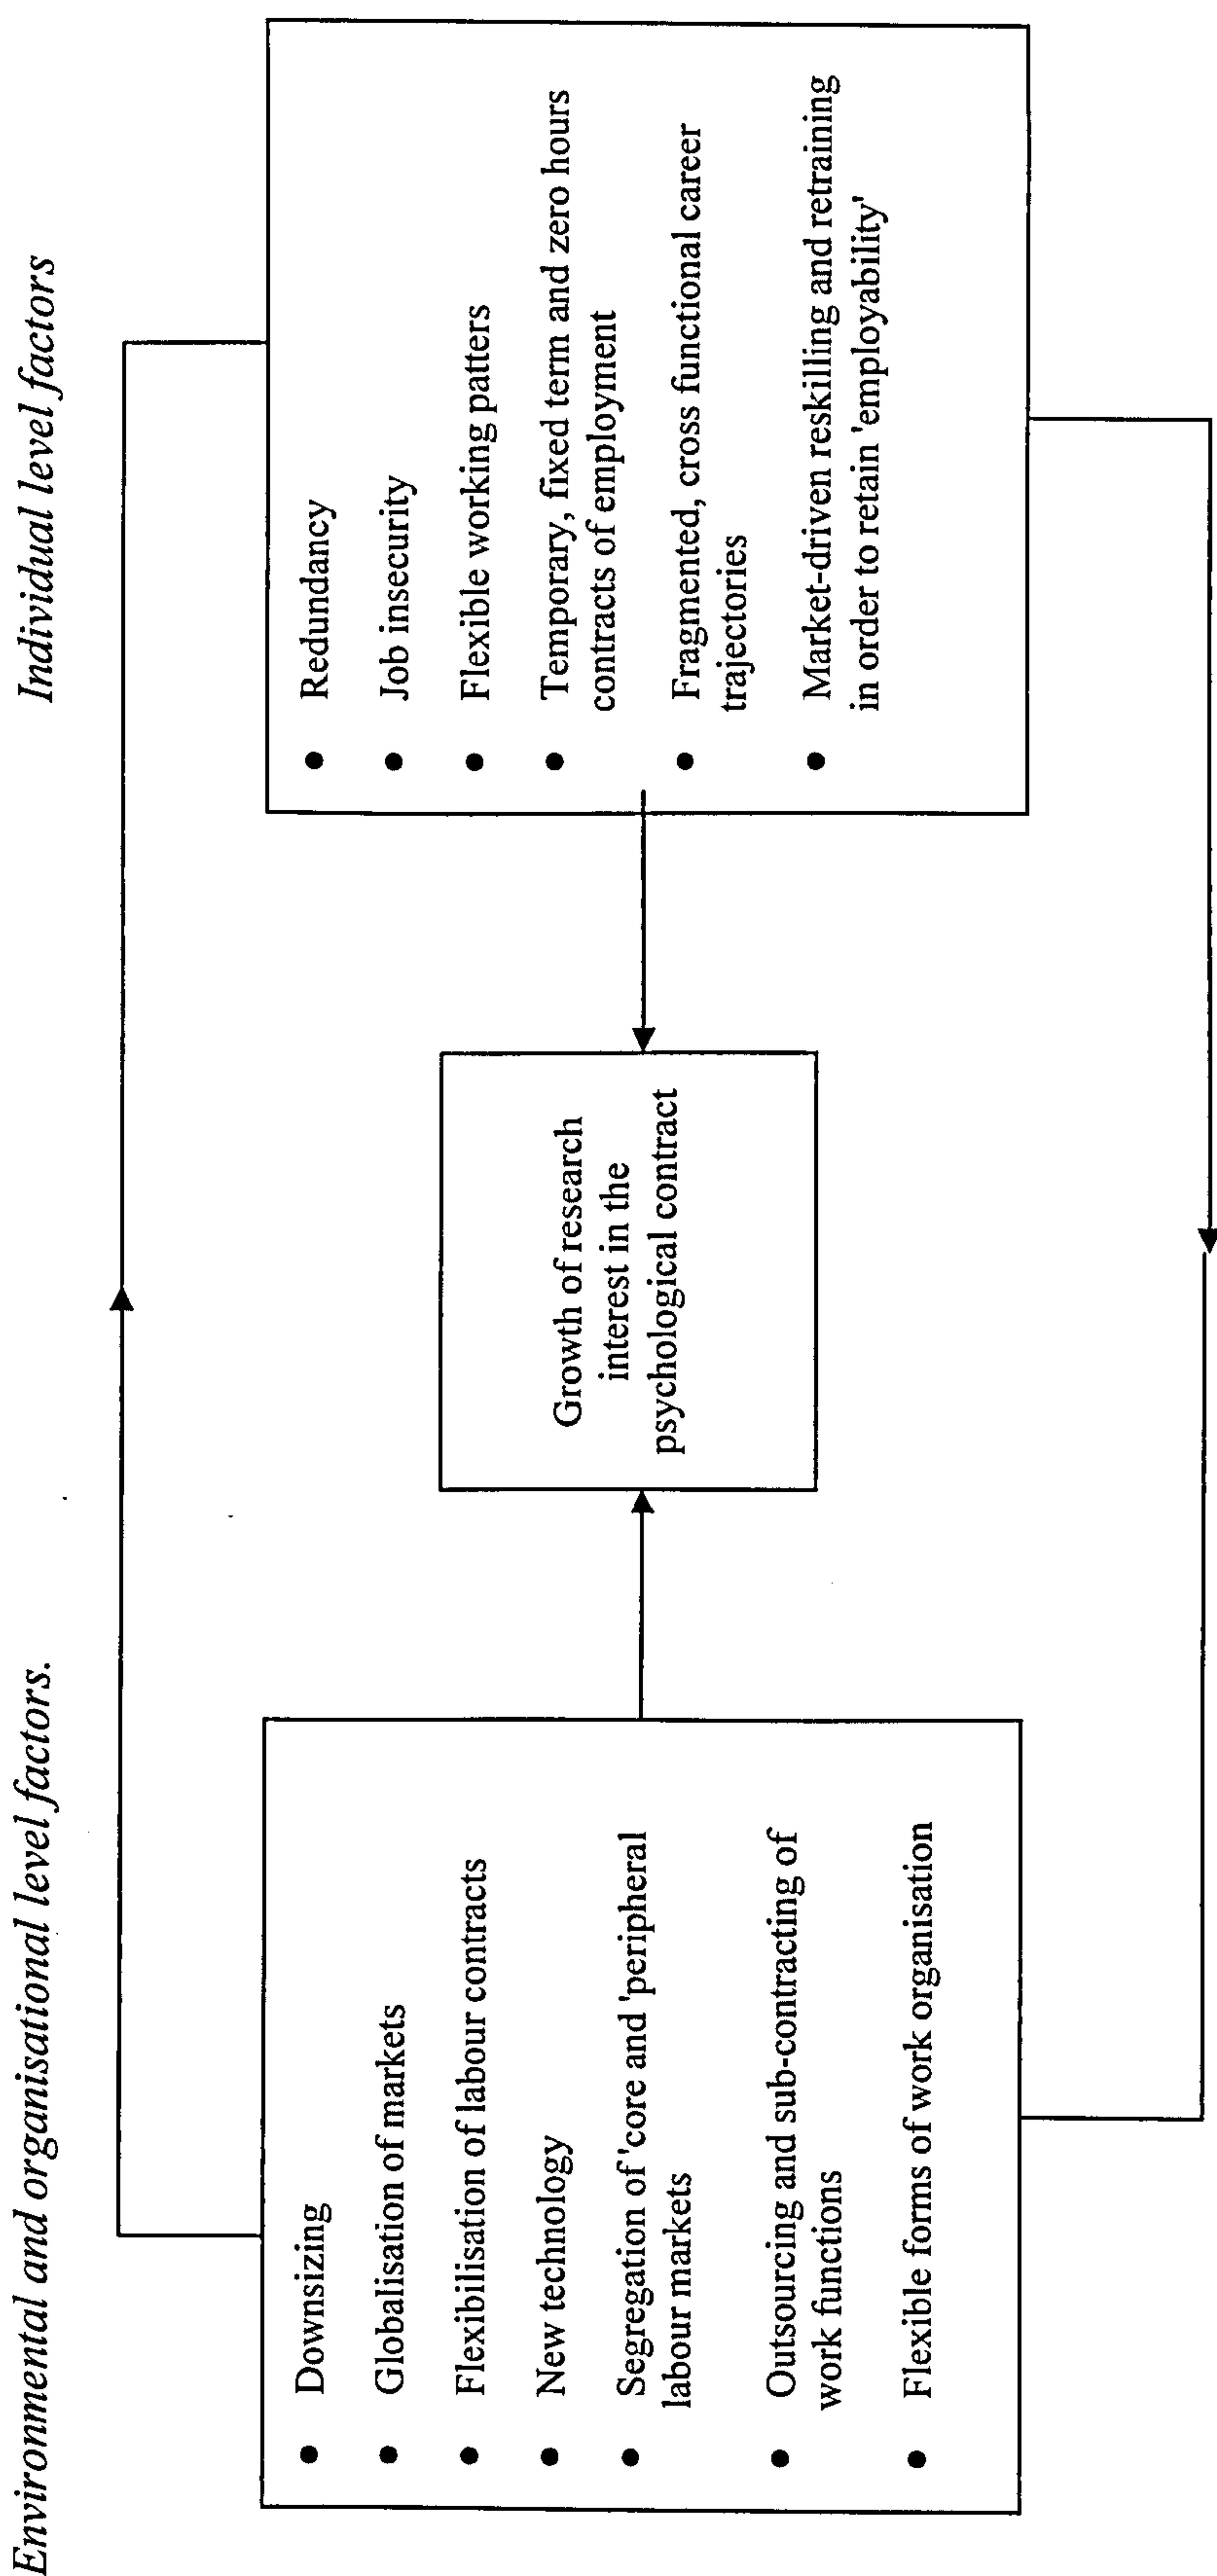 Environmental and organisational level factors.
Individual level factors
Downsizing
Globalisation of markets
Flexibilisation of labour contracts
New technology
Segregation of 'core and 'peripheral
labour markets
Outsourcing and sub-contracting of
work functions
Flexible forms of work organisation
Growth of research
interest in the
psychological contract
Redundancy
Job insecurity
Flexible working patters
Temporary, fixed term and zero hours
contracts of employment
Fragmented, cross functional career
trajectories
Market-driven reskilling and retraining
in order to retain 'employability'